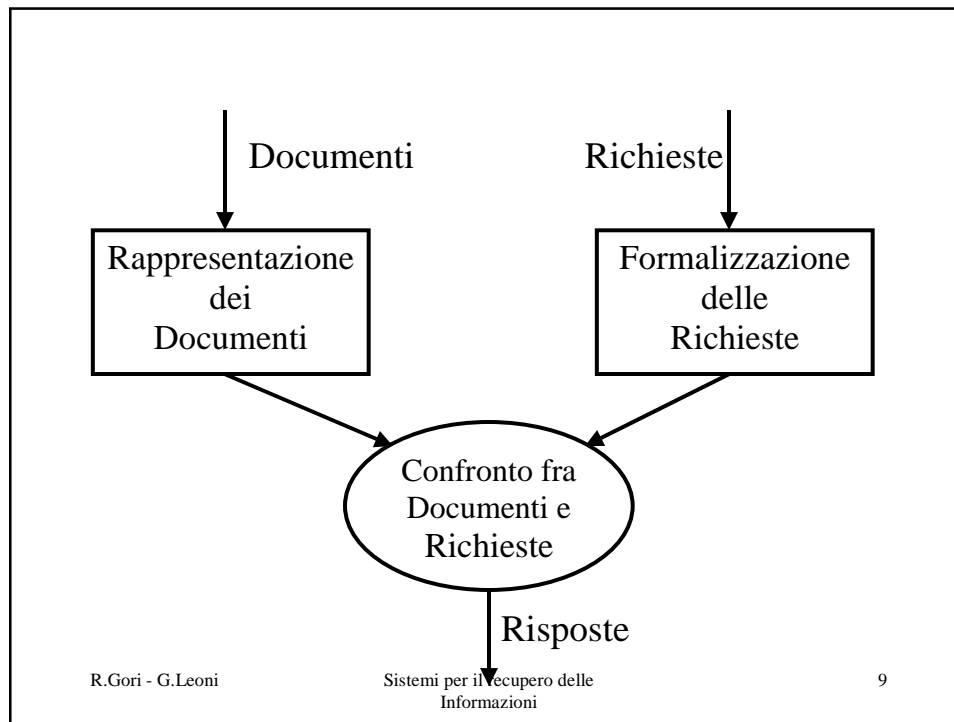 Documenti
Richieste
Rappresentazione
dei
Documenti
Formalizzazione
delle
Richieste
Confronto fra
Documenti e
Richieste
Risposte
R.Gori - G.Leoni
Sistemi per il recupero delle
Informazioni
9